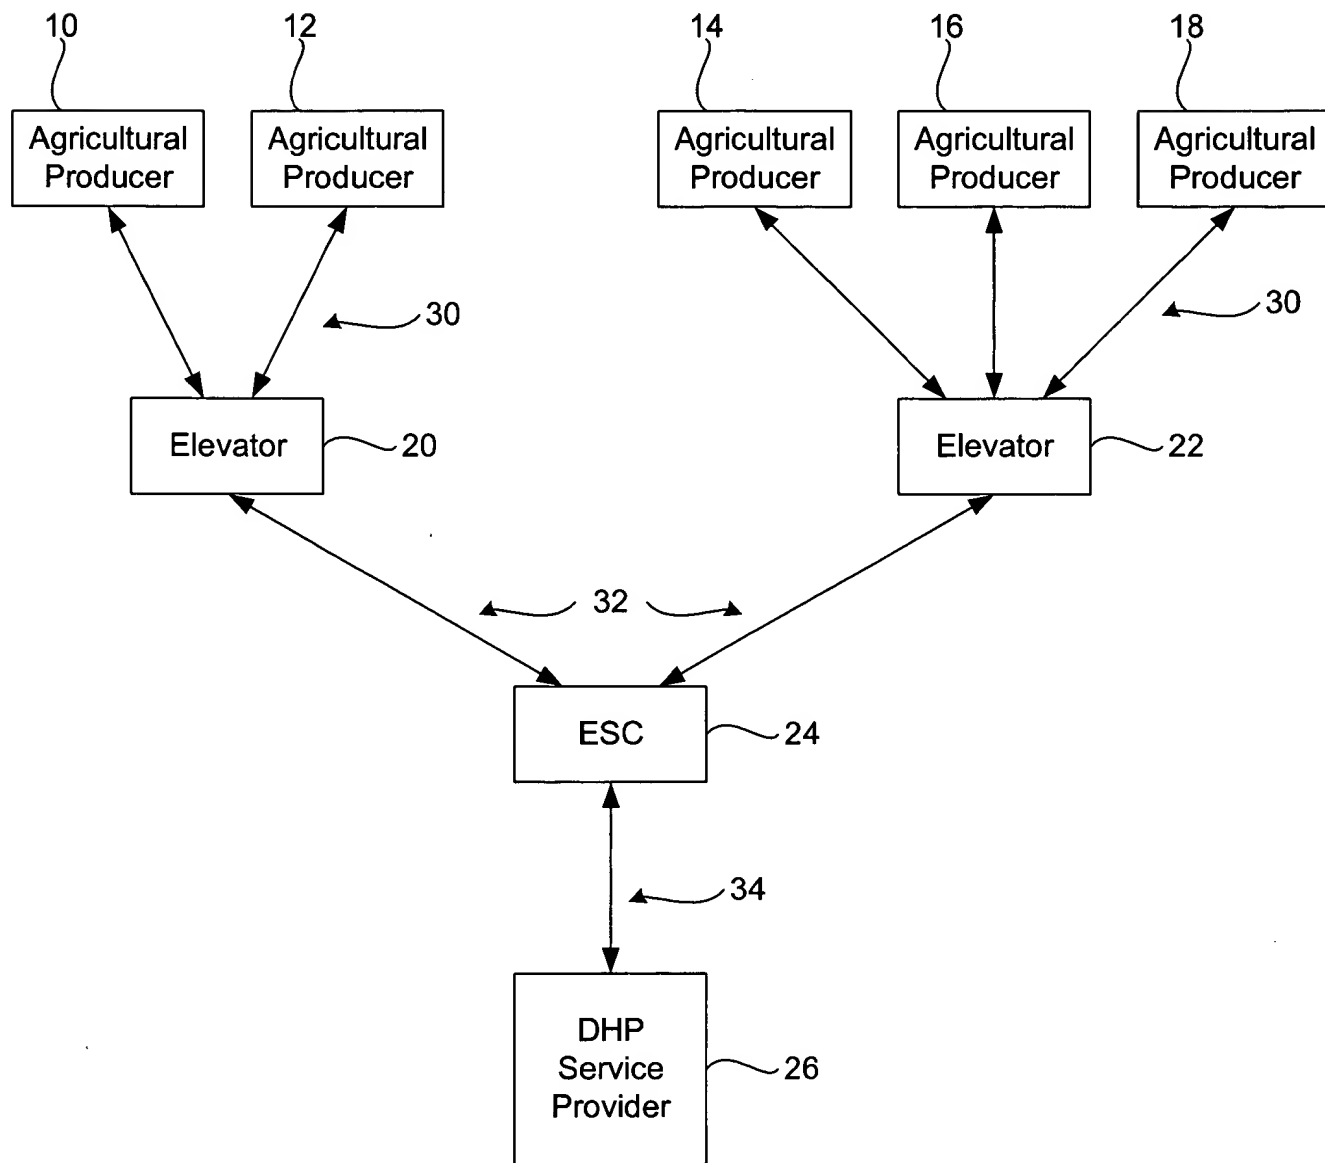 10
12
14
16
18
Agricultural
Producer
Agricultural
Producer
Agricultural
Producer
Agricultural
Producer
Agricultural
Producer
30
30
Elevator
20
Elevator
22
32
ESC
24
34
DHP
Service
Provider
26